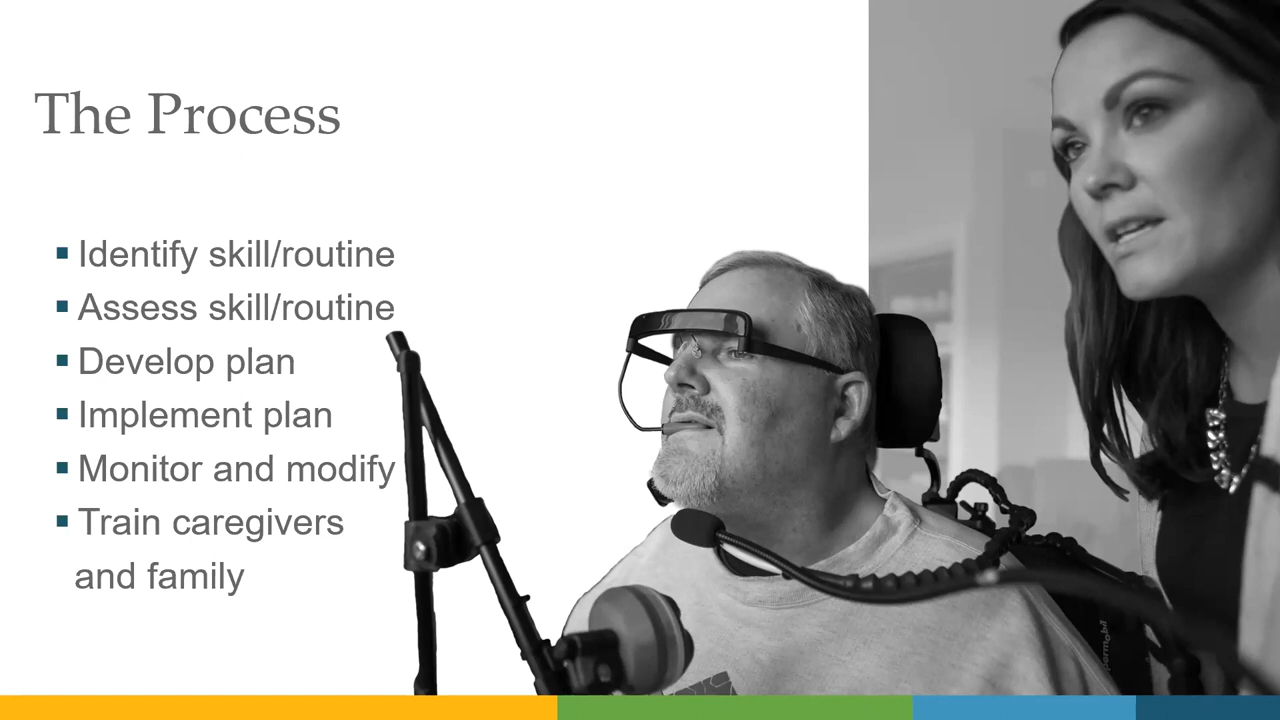 The Process
▪ Identify skill/routine
▪ Assess skill/routine
▪ Develop plan
▪ Implement plan
▪ Monitor and modify
▪ Train caregivers
and family
permobil